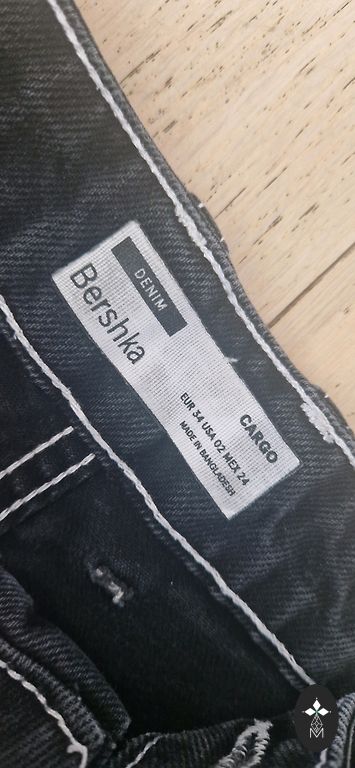 DENIM
Bershka
CARGO
EUR 34 USA 02 MEX 24
MADE IN BANGLADESH
M